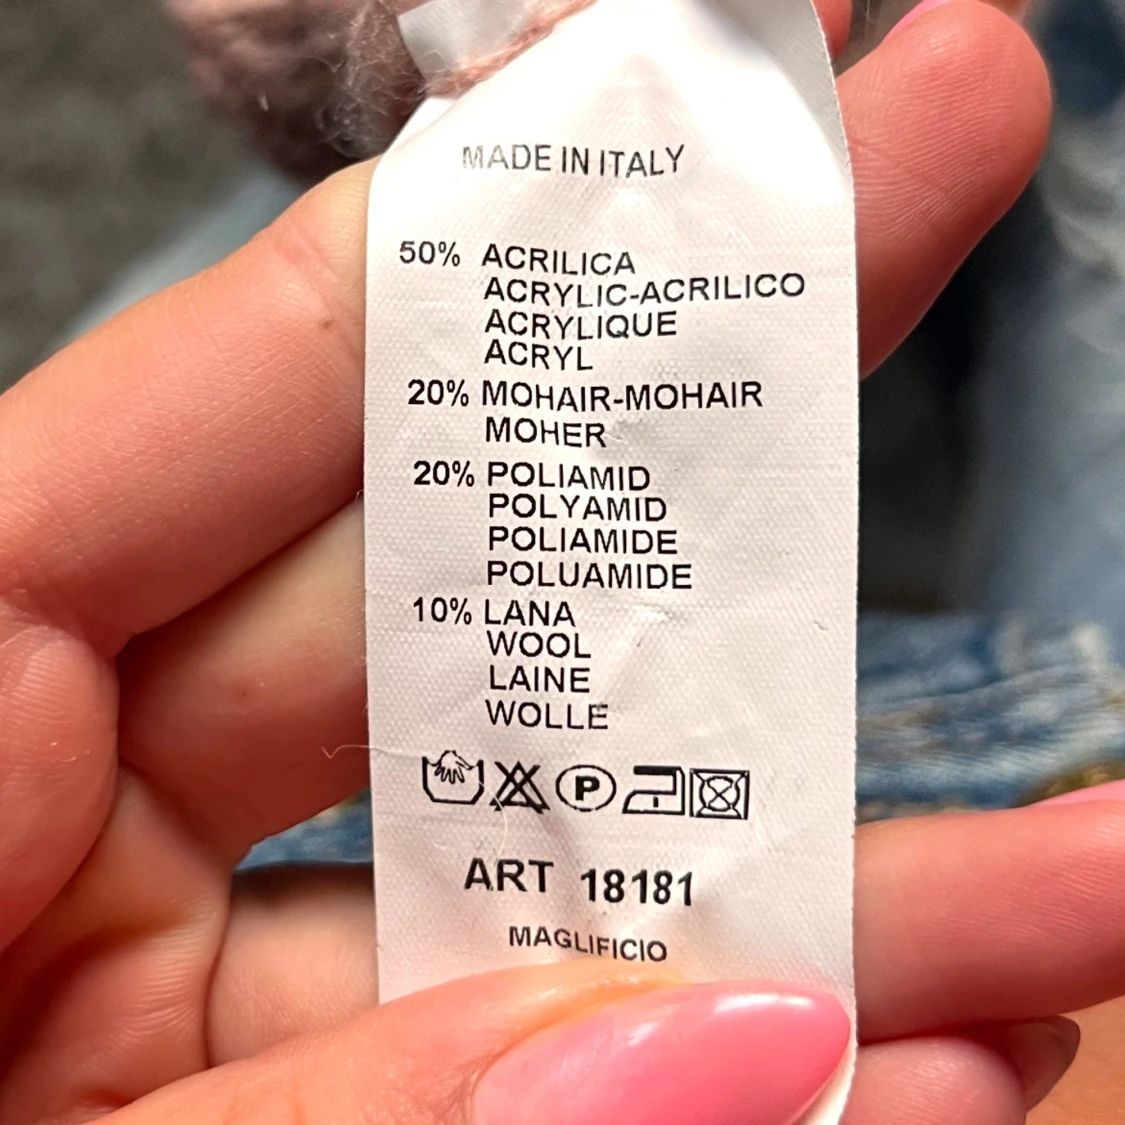 MADE IN ITALY
50% ACRILICA
ACRYLIC-ACRILICO
ACRYLIQUE
ACRYL
20% MOHAIR-MOHAIR
MOHER
20% POLIAMID
POLYAMID
POLIAMIDE
POLUAMIDE
10% LANA
WOOL
LAINE
WOLLE
P
ART 18181
MAGLIFICIO